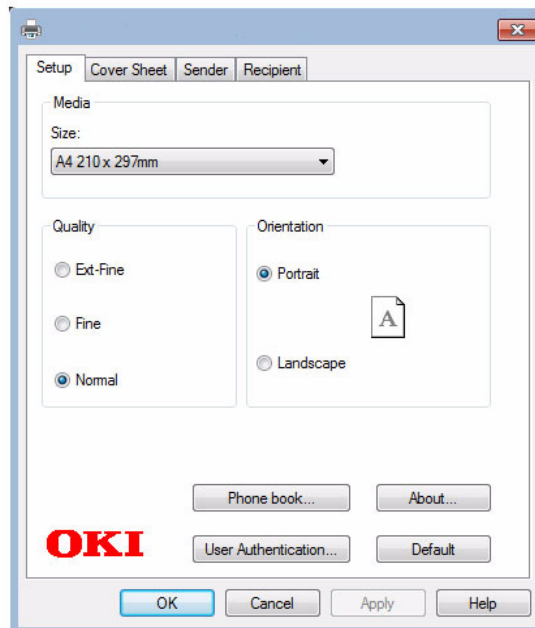 Setup Cover Sheet Sender Recipient
Media
Size:
A4 210 x 297mm
Quality Orientation
Ext-Fine Portrait
A
Fine
Landscape
Normal
Phone book... About...
OKI
User Authentication... Default
OK Cancel Apply Help